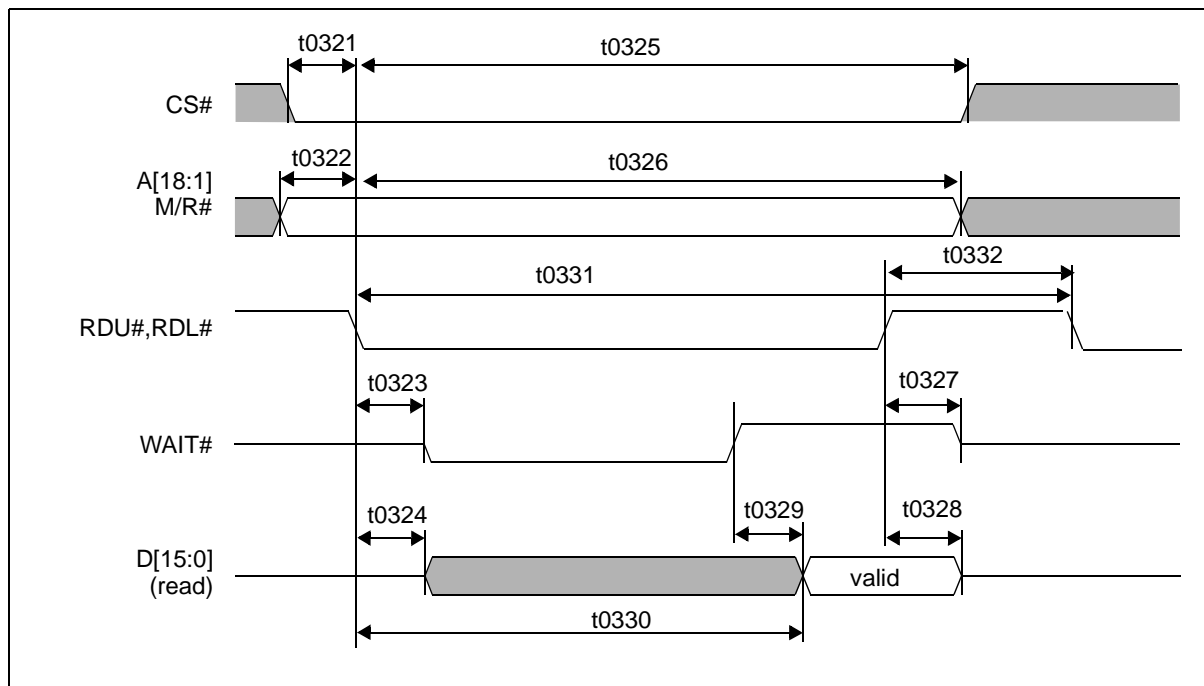 t0321
t0325
CS#
t0322
t0326
A[18:1]
M/R#
t0332
t0331
RDU#,RDL#
t0323
t0327
WAIT#
t0324
t0329
t0328
D[15:0]
(read)
valid
t0330